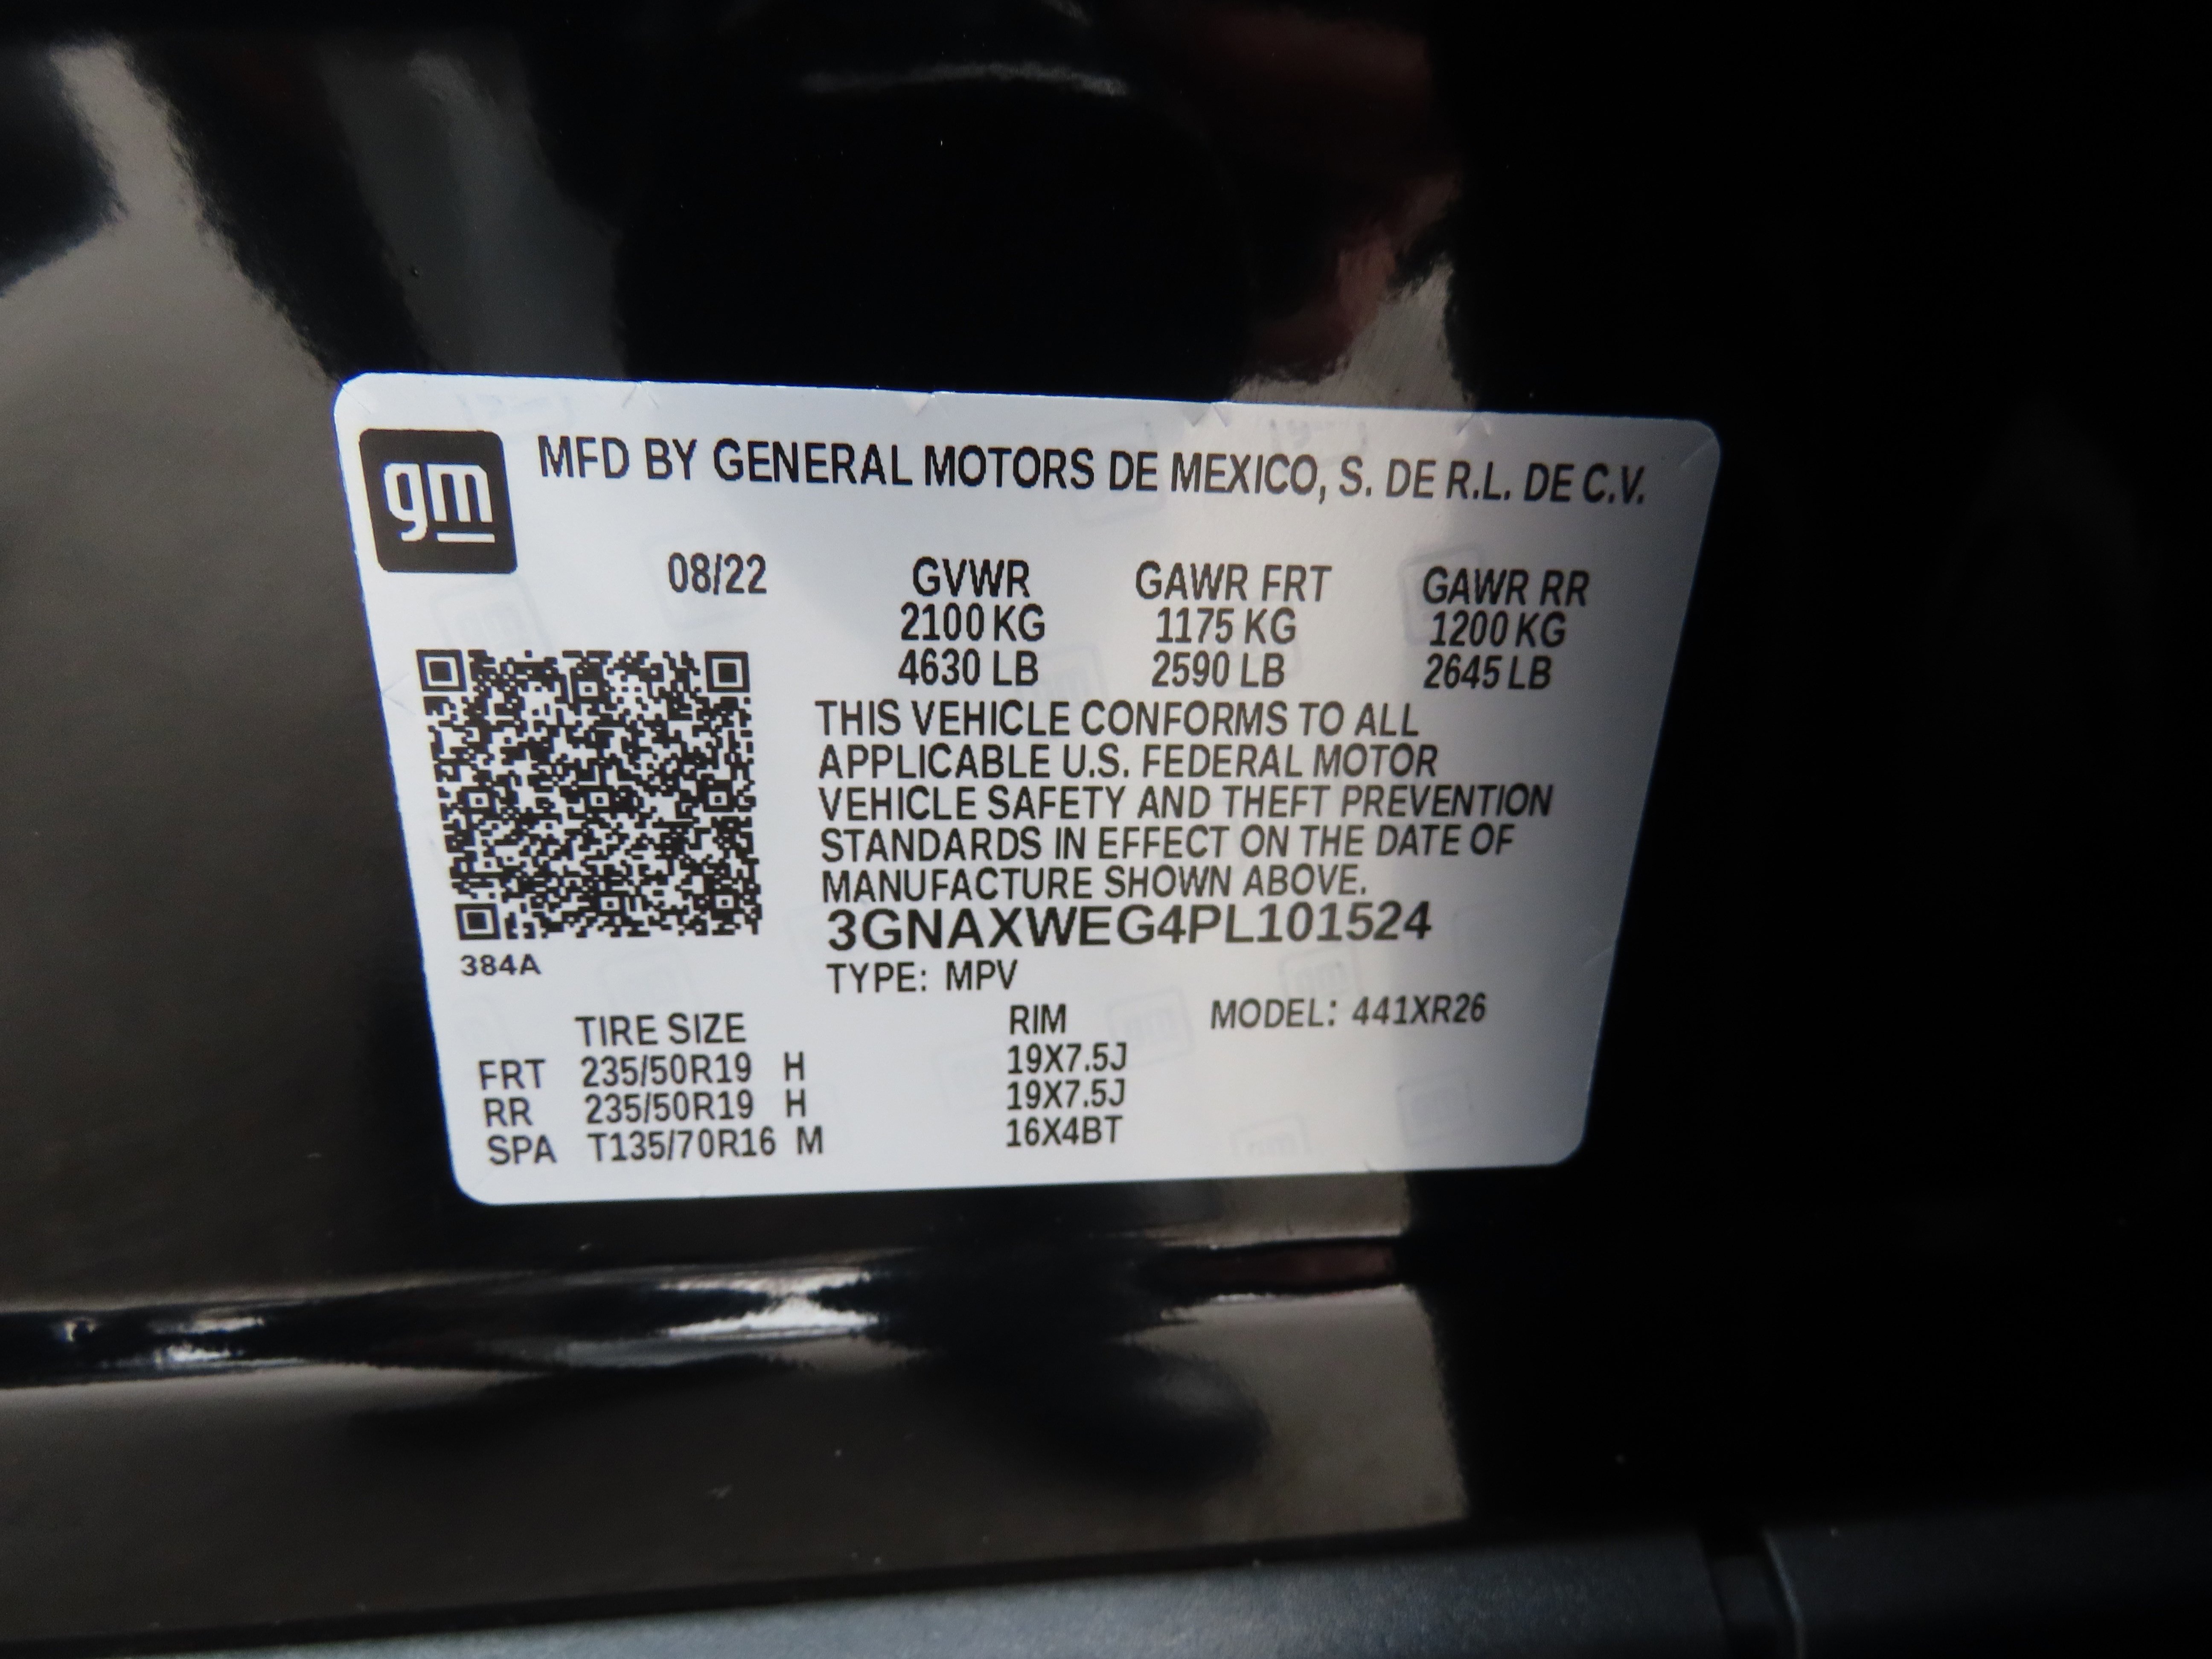 gm
MFD BY GENERAL MOTORS DE MEXICO, S. DE R.L. DE C.V.
08/22 GVWR GAWR FRT GAWR RR
2100 KG 1175 KG 1200 KG
4630 LB 2590 LB 2645 LB
THIS VEHICLE CONFORMS TO ALL
APPLICABLE U.S. FEDERAL MOTOR
VEHICLE SAFETY AND THEFT PREVENTION
STANDARDS IN EFFECT ON THE DATE OF
MANUFACTURE SHOWN ABOVE.
3GNAXWEG4PL101524
384A
TYPE: MPV
TIRE SIZE RIM MODEL: 441XR26
FRT 235/50R19 H 19X7.5J
RR 235/50R19 H 19X7.5J
SPA T135/70R16 M 16X4BT